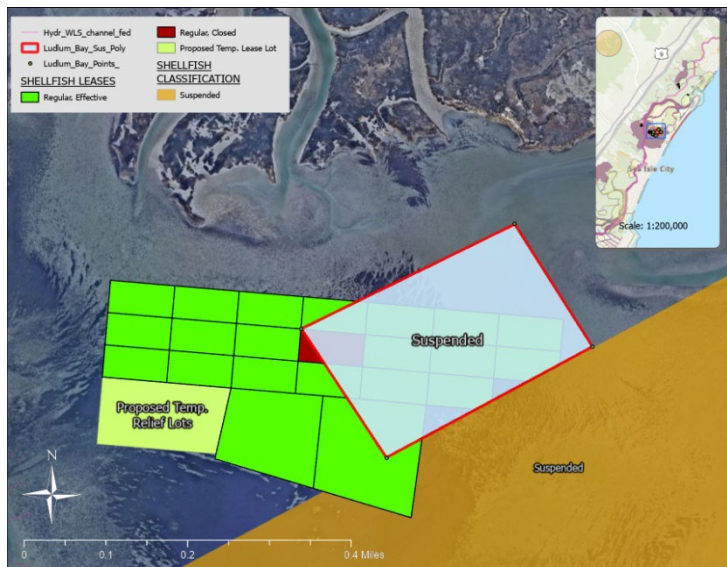 Hydr_WLS_channel_fed
Ludlum_Bay_Sus_Poly
Ludlum_Bay_Points_
SHELLFISH LEASES
Regular, Effective
Regular, Closed
Proposed Temp. Lease Lot
SHELLFISH
CLASSIFICATION
Suspended
9
Sea Isle City
Scale: 1:200,000
Suspended
Proposed Temp.
Relief Lots
Suspended
N
0 0.1 0.2 0.4 Miles